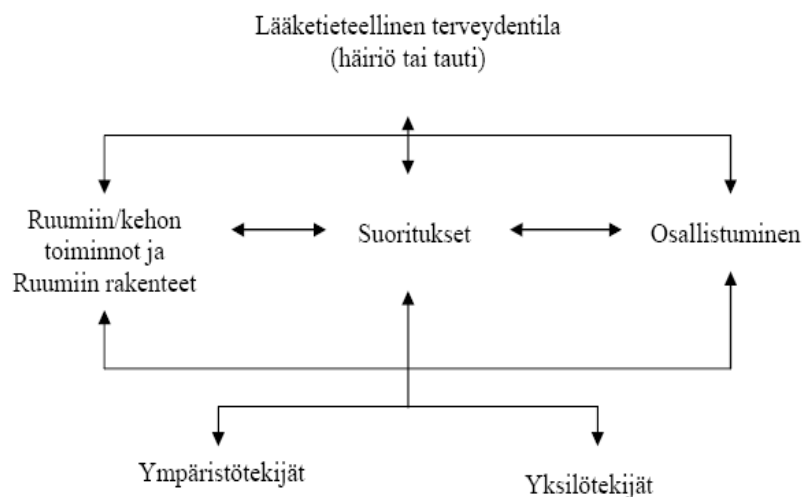 Lääketieteellinen terveydentila
(häiriö tai tauti)
Ruumiin/kehon
toiminnot ja
Ruumiin rakenteet
Suoritukset
Osallistuminen
Ympäristötekijät
Yksilötekijät